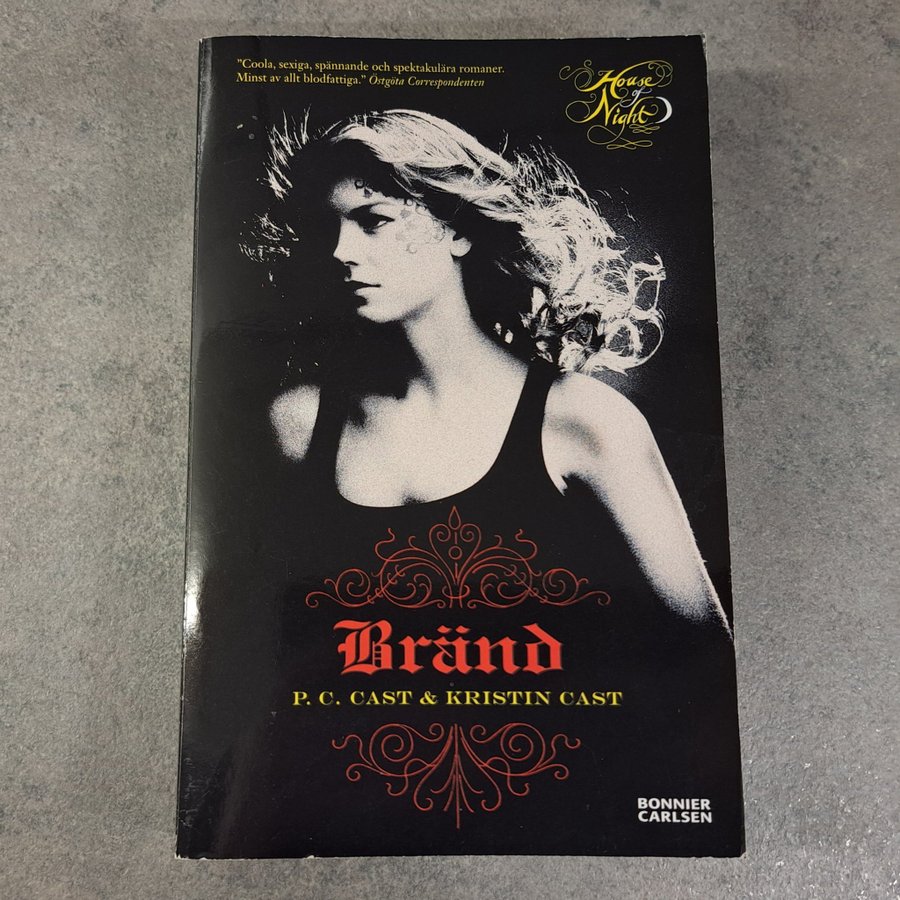 ”Coola, sexiga, spännande och spektakulära romaner.
Minst av allt blodfattiga.” Östgöta Correspondenten
House
of
Night
Bränd
P. C. CAST & KRISTIN CAST
BONNIER
CARLSEN